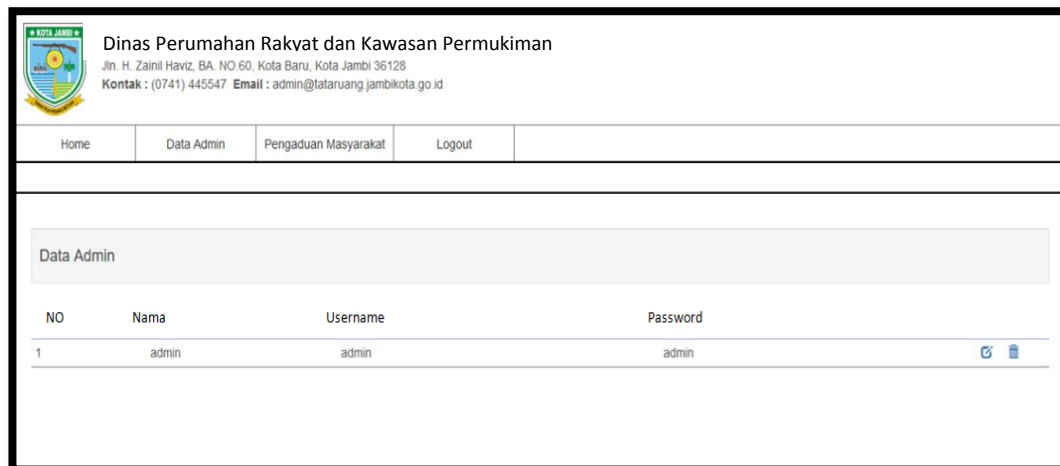 KOTA JAMBI
Dinas Perumahan Rakyat dan Kawasan Permukiman
Jln. H. Zainil Haviz, BA. NO.60, Kota Baru, Kota Jambi 36128
Kontak : (0741) 445547 Email : admin@tataruang.jambikota.go.id
Home Data Admin Pengaduan Masyarakat Logout
Data Admin
NO Nama Username Password
1 admin admin admin